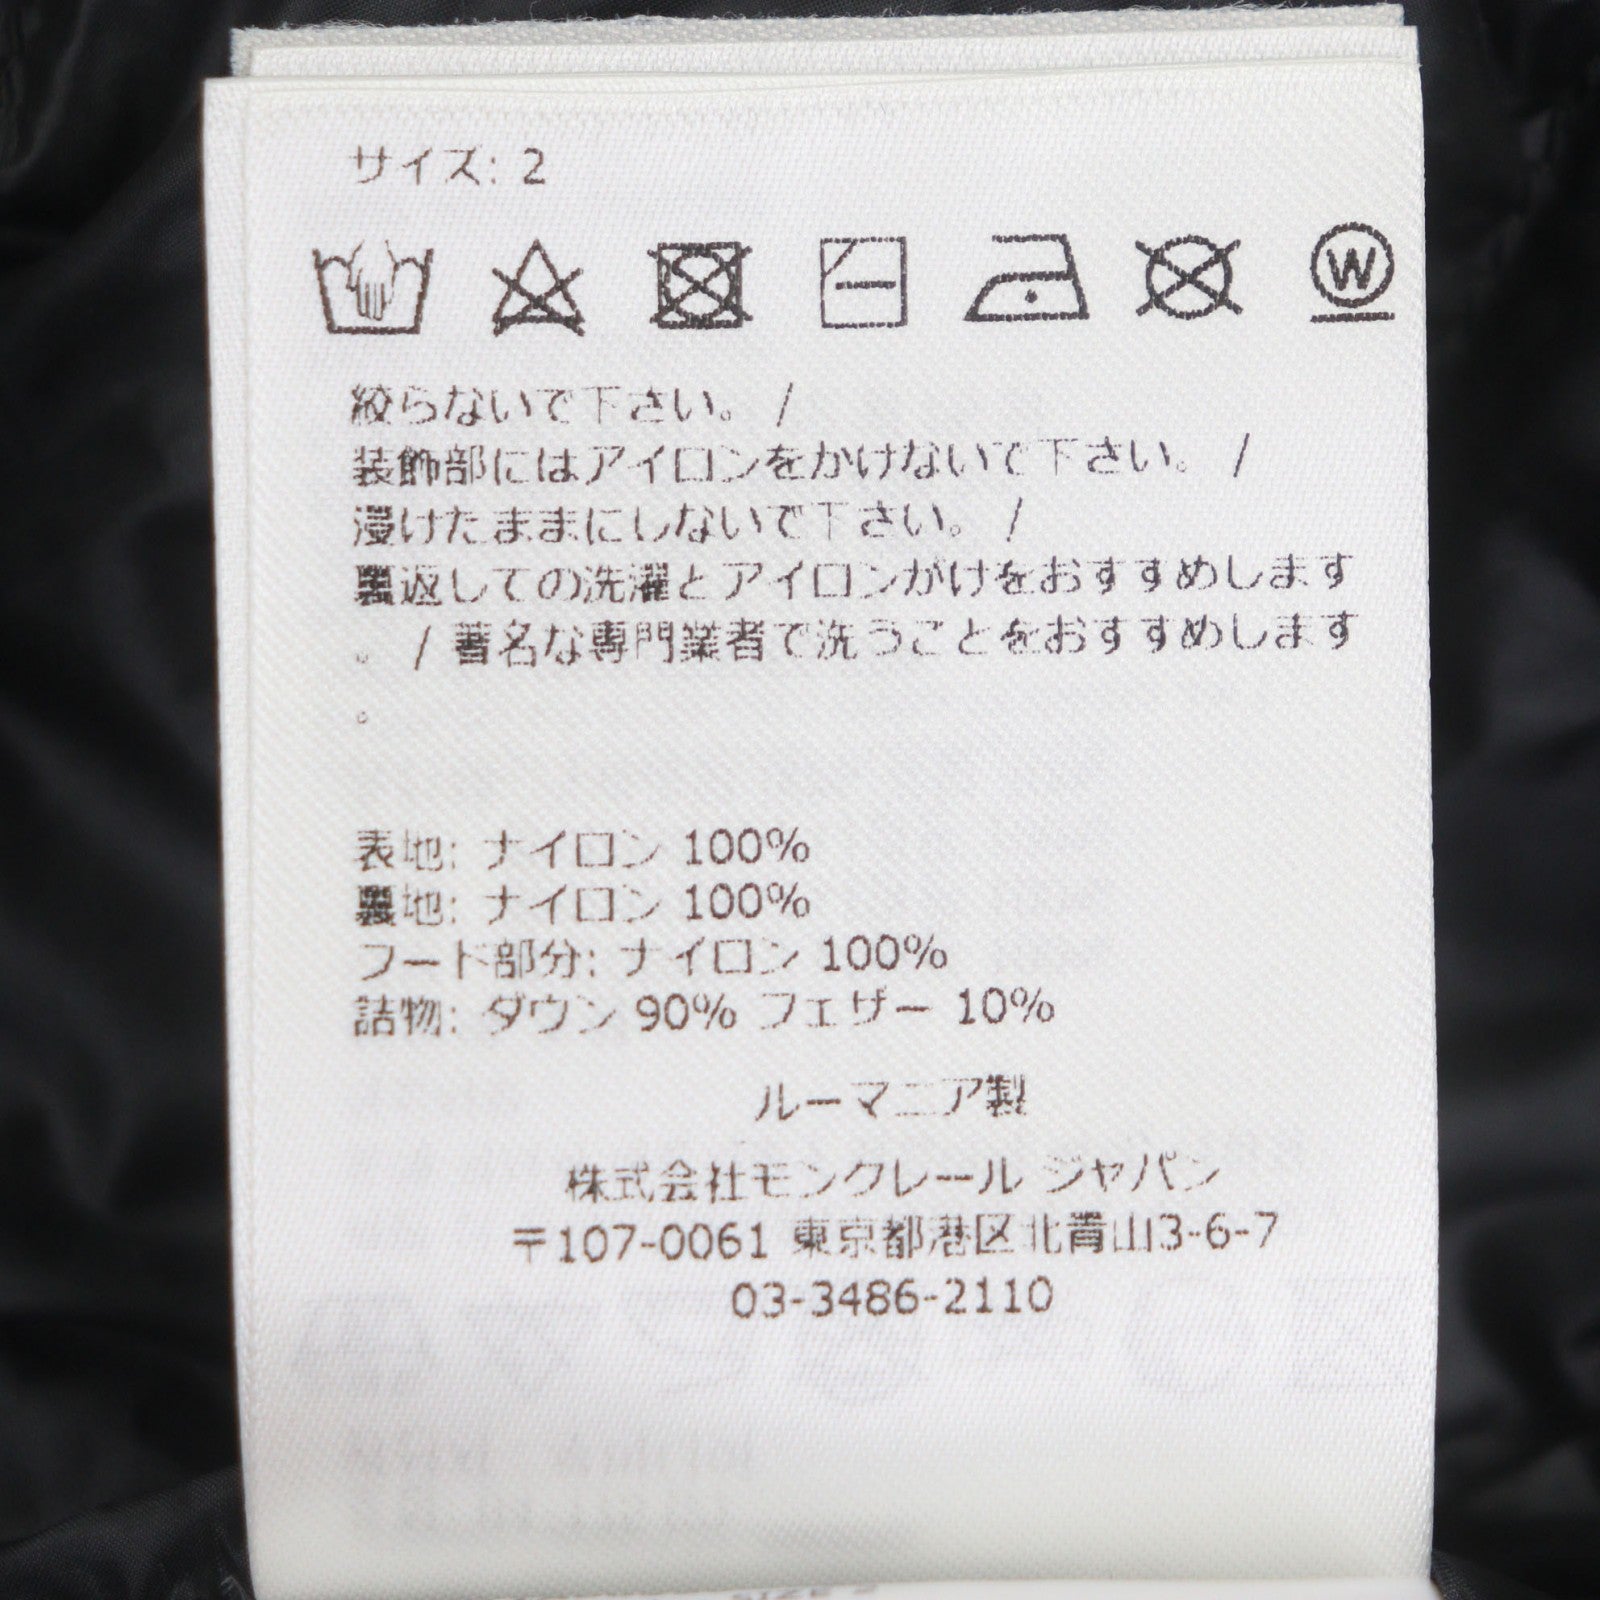 サイズ: 2
W
絞らないで下さい。 /
装飾部にはアイロンをかけないで下さい。 /
浸けたままにしないで下さい。 /
裏返しての洗濯とアイロンがけをおすすめします
。 / 著名な専門業者で洗うことをおすすめします
。
表地: ナイロン 100%
裏地: ナイロン 100%
フード部分: ナイロン 100%
詰物: ダウン 90% フェザー 10%
ルーマニア製
株式会社モンクレール ジャパン
〒107-0061 東京都港区北青山3-6-7
03-3486-2110